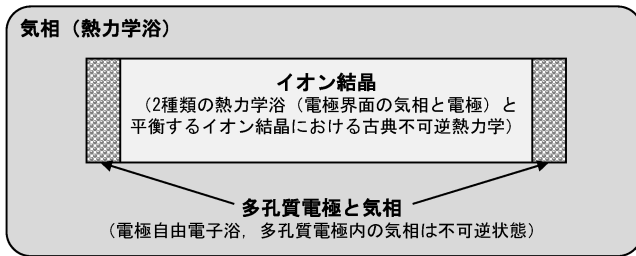 気相（熱力学浴）
イオン結晶
（2種類の熱力学浴（電極界面の気相と電極）と
平衡するイオン結晶における古典不可逆熱力学）
多孔質電極と気相
（電極自由電子浴，多孔質電極内の気相は不可逆状態）